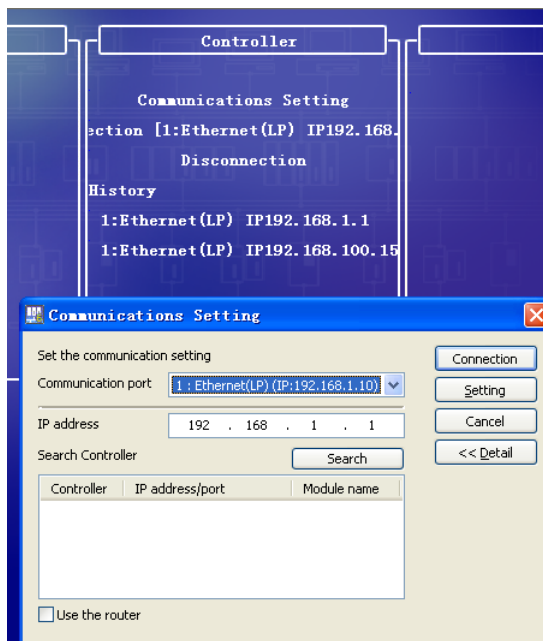 Controller
Communications Setting
ection [1:Ethernet(LP) IP192.168.
Disconnection
History
1:Ethernet(LP) IP192.168.1.1
1:Ethernet(LP) IP192.168.100.15
Communications Setting
Set the communication setting
Connection
Communication port
1 : Ethernet(LP) (IP:192.168.1.10)
Setting
IP address
192 . 168 . 1 . 1
Cancel
Search Controller
Search
<< Detail
Controller IP address/port Module name
Use the router